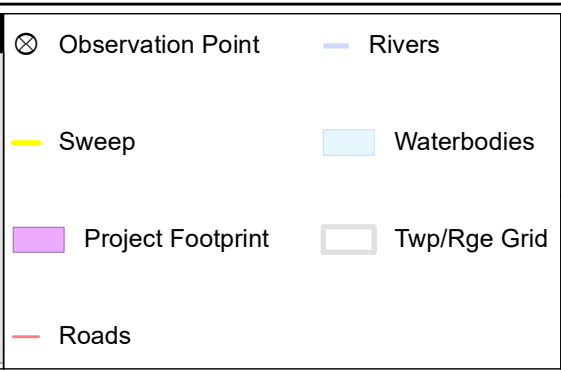 Observation Point
Rivers
Sweep
Waterbodies
Project Footprint
Twp/Rge Grid
Roads